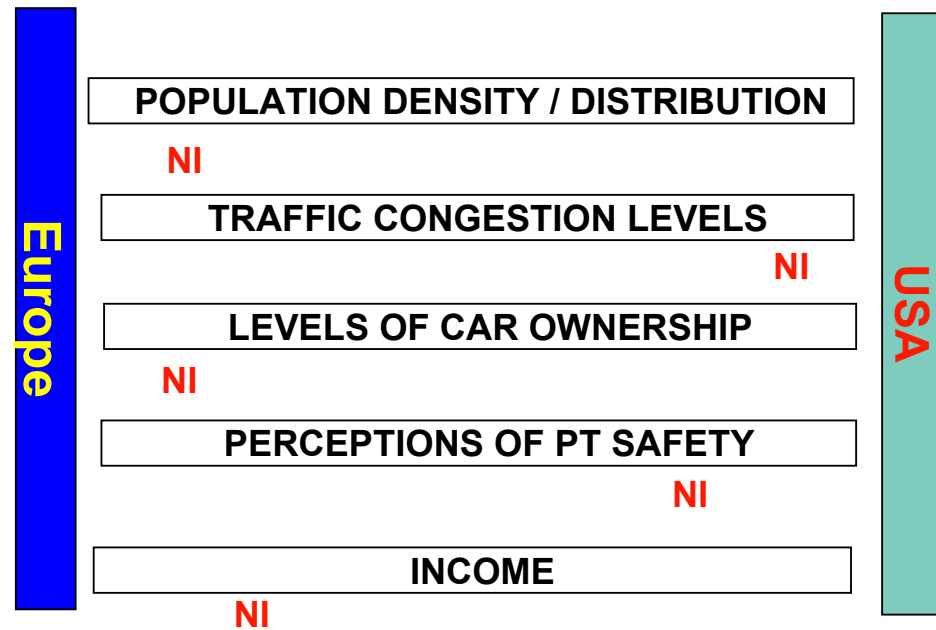 Europe
POPULATION DENSITY / DISTRIBUTION
NI
TRAFFIC CONGESTION LEVELS
NI
LEVELS OF CAR OWNERSHIP
NI
PERCEPTIONS OF PT SAFETY
NI
INCOME
NI
USA